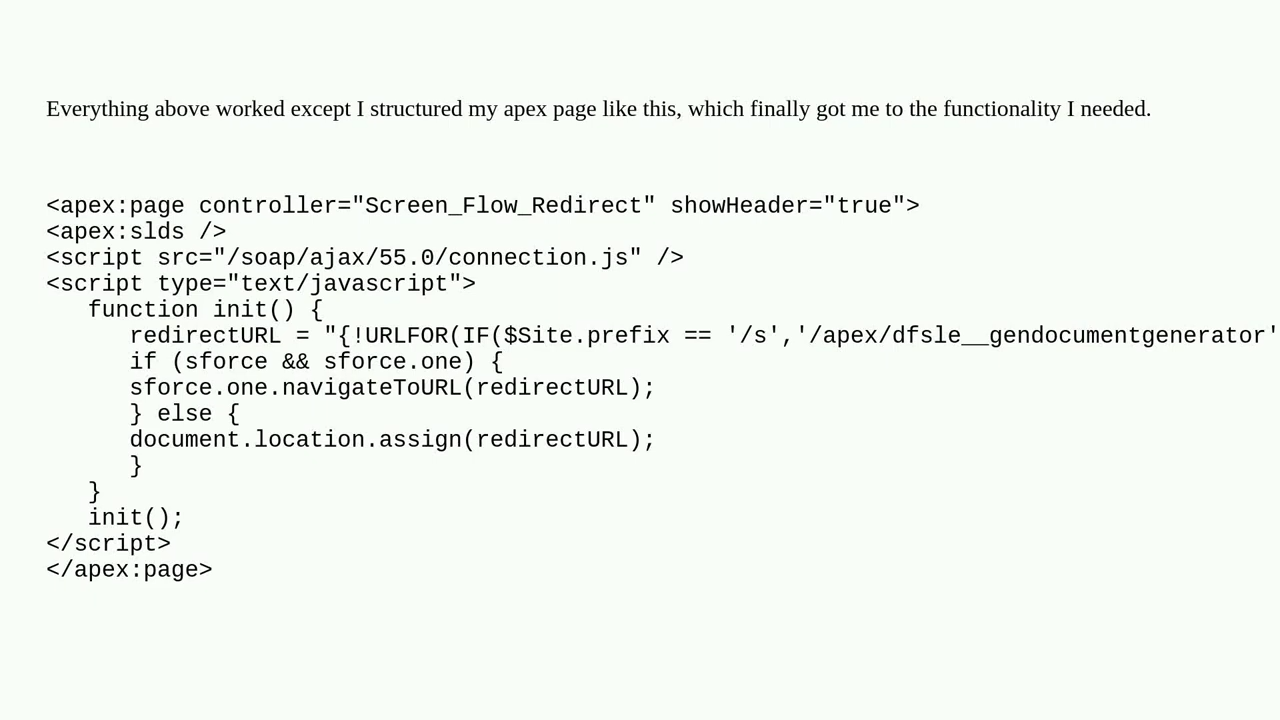 Everything above worked except I structured my apex page like this, which finally got me to the functionality I needed.
<apex:page controller="Screen_Flow_Redirect" showHeader="true">
<apex:slds />
<script src="/soap/ajax/55.0/connection.js" />
<script type="text/javascript">
function init() {
redirectURL = "{!URLFOR(IF($Site.prefix == '/s','/apex/dfsle__gendocumentgenerator'
if (sforce && sforce.one) {
sforce.one.navigateToURL(redirectURL);
} else {
document.location.assign(redirectURL);
}
}
init();
</script>
</apex:page>